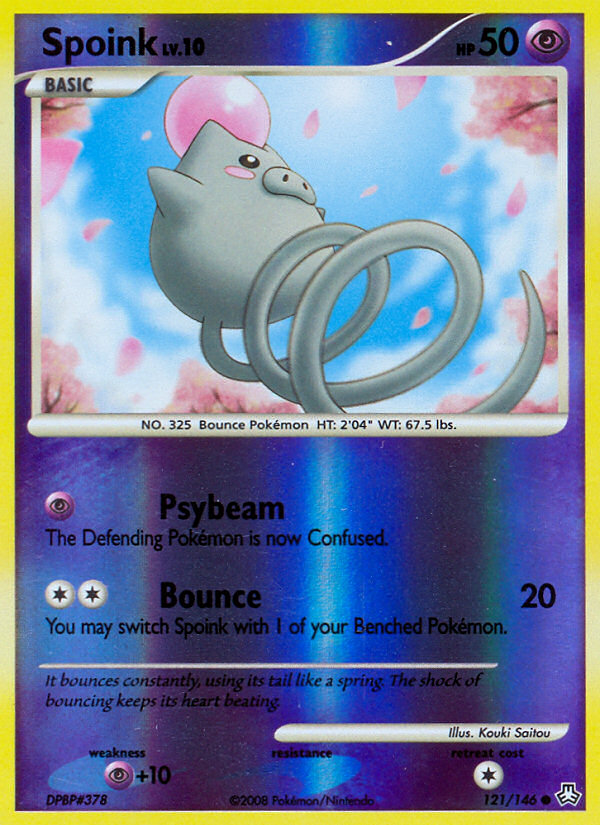 Spoink LV.10 HP 50
BASIC
NO. 325 Bounce Pokémon HT: 2'04" WT: 67.5 lbs.
Psybeam
The Defending Pokémon is now Confused.
Bounce 20
You may switch Spoink with 1 of your Benched Pokémon.
It bounces constantly, using its tail like a spring. The shock of
bouncing keeps its heart beating.
Illus. Kouki Saitou
weakness resistance retreat cost
+10
DPBP#378 ©2008 Pokémon/Nintendo 121/146